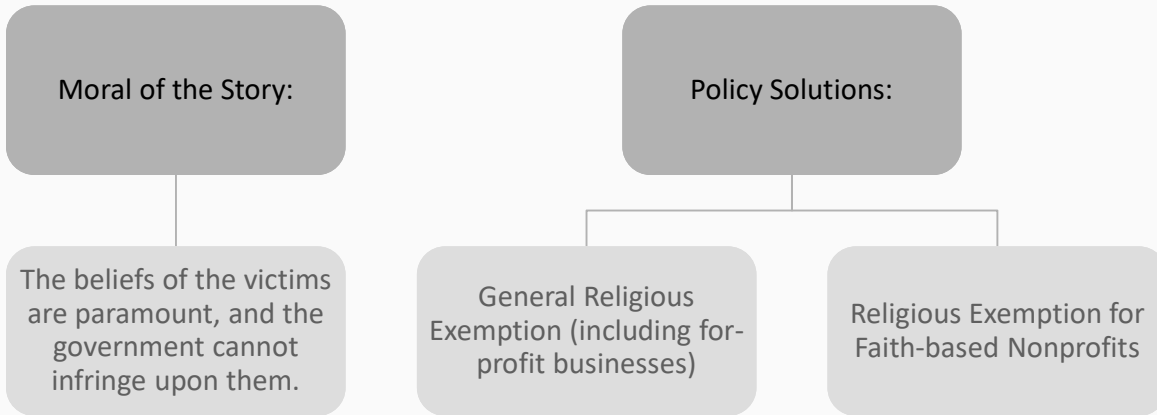 Moral of the Story:
Policy Solutions:
The beliefs of the victims
are paramount, and the
government cannot
infringe upon them.
General Religious
Exemption (including for-
profit businesses)
Religious Exemption for
Faith-based Nonprofits